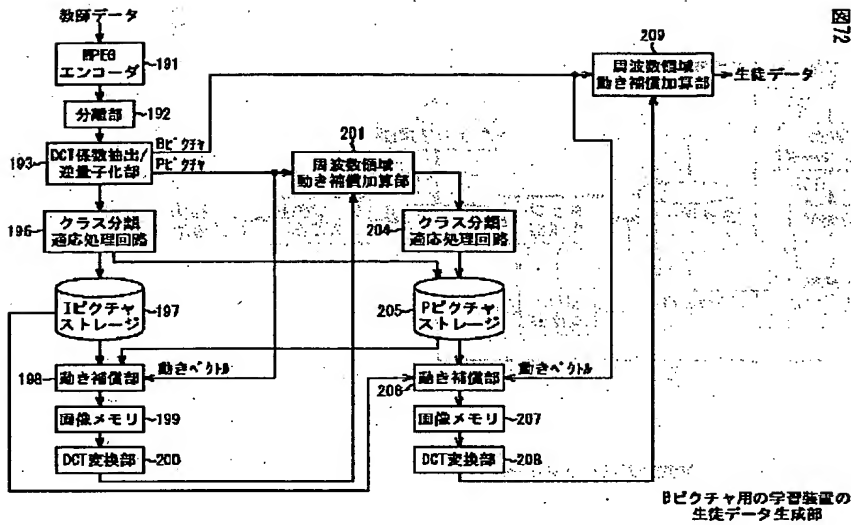 図72
教師データ
MPEG
エンコーダ
191
分離部
192
193
DCT係数抽出/
逆量子化部
Bピクチャ
Pピクチャ
201
周波数領域
動き補償加算部
209
周波数領域
動き補償加算部
生徒データ
196
クラス分類
適応処理回路
204
クラス分類
適応処理回路
Iピクチャ
ストレージ
197
205
Pピクチャ
ストレージ
198
動き補償部
動きベクトル
206
動き補償部
動きベクトル
画像メモリ
199
画像メモリ
207
DCT変換部
200
DCT変換部
208
Bピクチャ用の学習装置の
生徒データ生成部